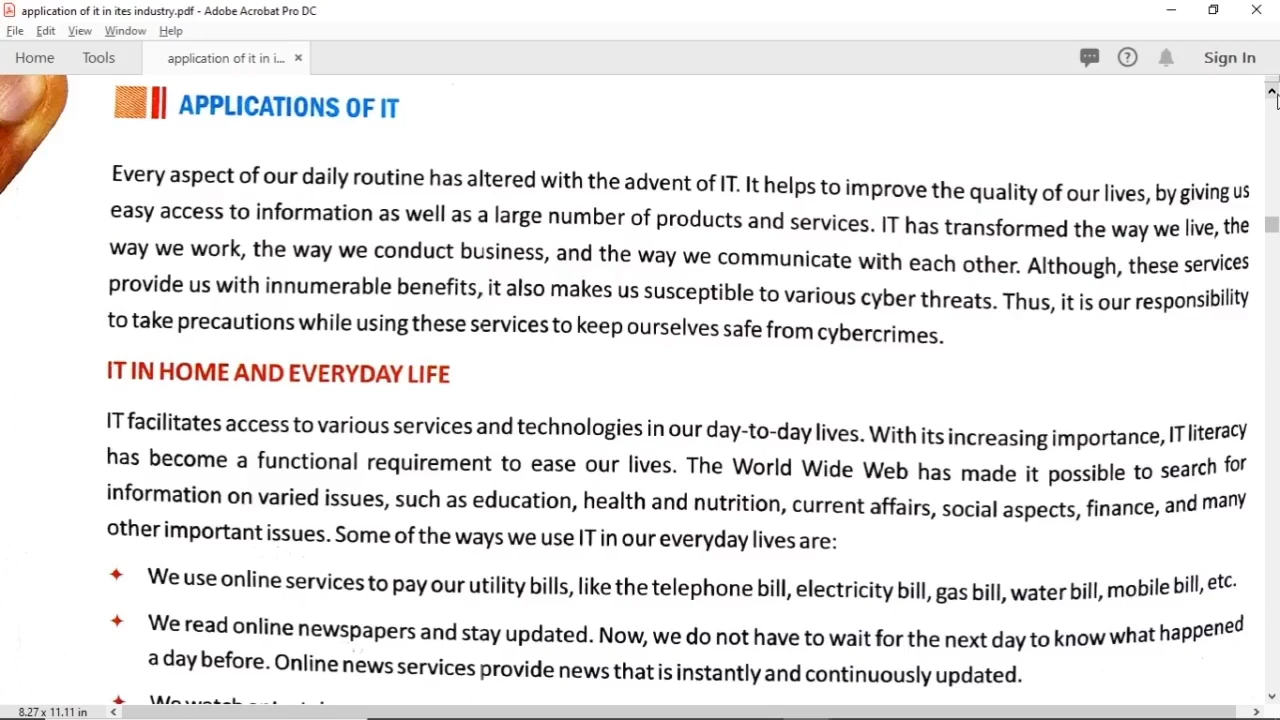 application of it in ites industry.pdf - Adobe Acrobat Pro DC
File Edit View Window Help
Home Tools application of it in i... × Sign In
APPLICATIONS OF IT
Every aspect of our daily routine has altered with the advent of IT. It helps to improve the quality of our lives, by giving us
easy access to information as well as a large number of products and services. IT has transformed the way we live, the
way we work, the way we conduct business, and the way we communicate with each other. Although, these services
provide us with innumerable benefits, it also makes us susceptible to various cyber threats. Thus, it is our responsibility
to take precautions while using these services to keep ourselves safe from cybercrimes.
IT IN HOME AND EVERYDAY LIFE
IT facilitates access to various services and technologies in our day-to-day lives. With its increasing importance, IT literacy
has become a functional requirement to ease our lives. The World Wide Web has made it possible to search for
information on varied issues, such as education, health and nutrition, current affairs, social aspects, finance, and many
other important issues. Some of the ways we use IT in our everyday lives are:
We use online services to pay our utility bills, like the telephone bill, electricity bill, gas bill, water bill, mobile bill, etc.
We read online newspapers and stay updated. Now, we do not have to wait for the next day to know what happened
a day before. Online news services provide news that is instantly and continuously updated.
We watch
8.27 x 11.11 in